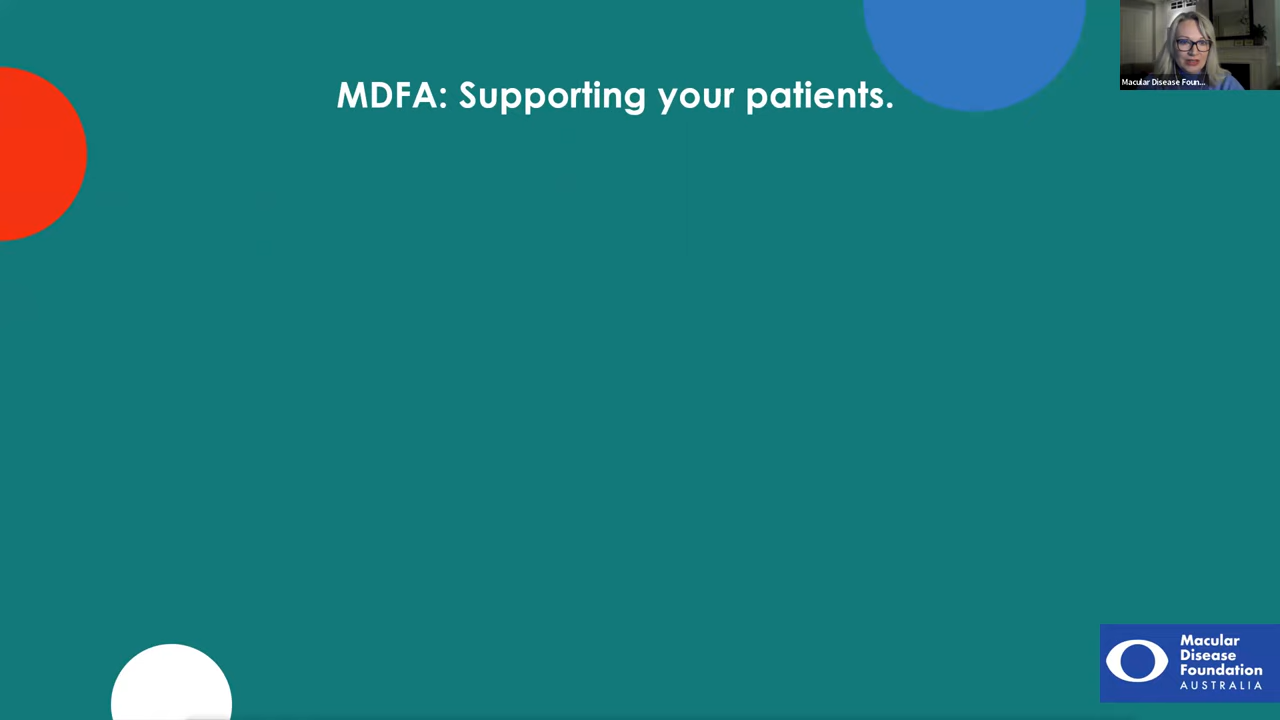 MDFA: Supporting your patients.
Macular Disease Foun...
Macular
Disease
Foundation
AUSTRALIA